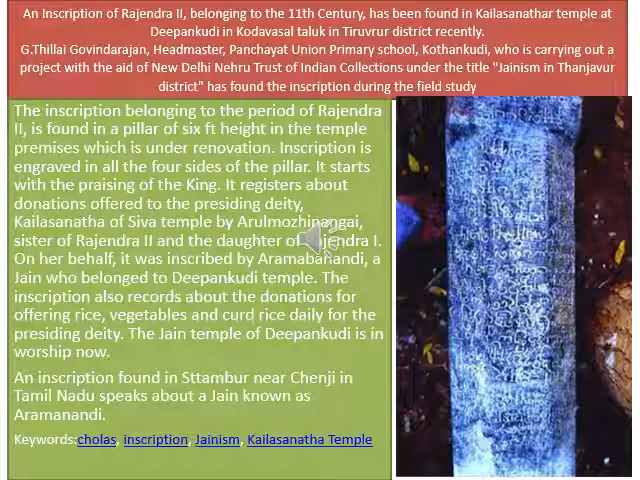 An Inscription of Rajendra II, belonging to the 11th Century, has been found in Kailasanathar temple at
Deepankudi in Kodavasal taluk in Tiruvrur district recently.
G.Thillai Govindarajan, Headmaster, Panchayat Union Primary school, Kothankudi, who is carrying out a
project with the aid of New Delhi Nehru Trust of Indian Collections under the title "Jainism in Thanjavur
district" has found the inscription during the field study
The inscription belonging to the period of Rajendra
II, is found in a pillar of six ft height in the temple
premises which is under renovation. Inscription is
engraved in all the four sides of the pillar. It starts
with the praising of the King. It registers about
donations offered to the presiding deity,
Kailasanatha of Siva temple by Arulmozhinangai,
sister of Rajendra II and the daughter of Rajendra I.
On her behalf, it was inscribed by Aramabanandi, a
Jain who belonged to Deepankudi temple. The
inscription also records about the donations for
offering rice, vegetables and curd rice daily for the
presiding deity. The Jain temple of Deepankudi is in
worship now.
An inscription found in Sttambur near Chenji in
Tamil Nadu speaks about a Jain known as
Aramanandi.
Keywords:cholas, inscription, Jainism, Kailasanatha Temple